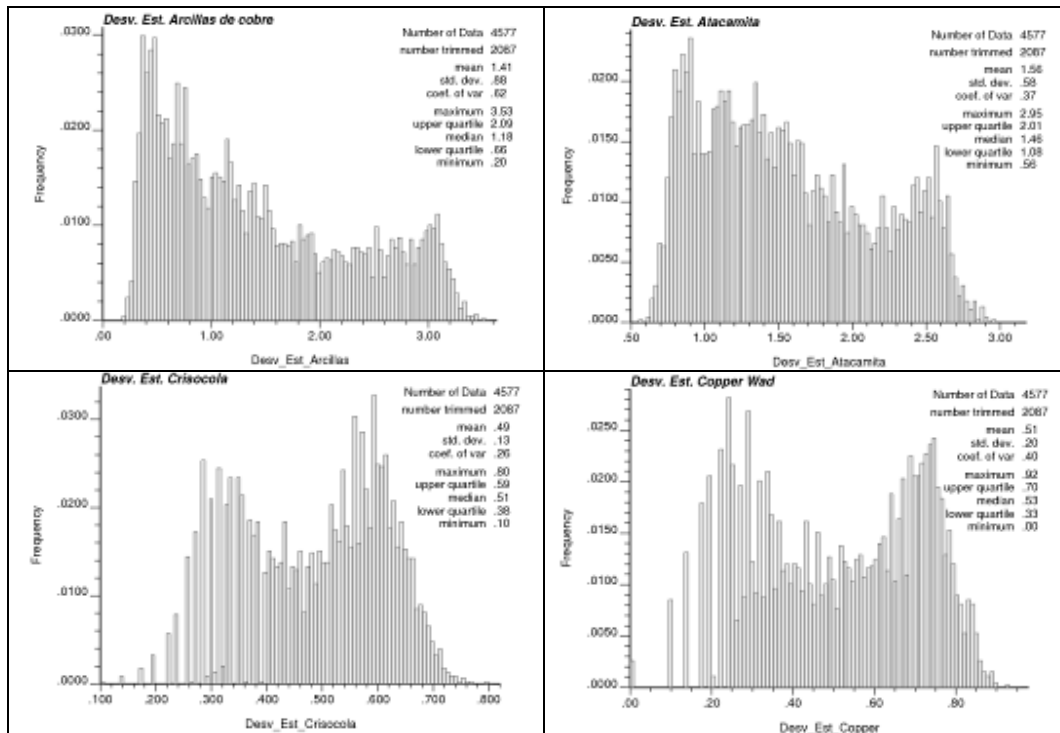 Desv. Est. Arcillas de cobre
Number of Data 4577
number trimmed 2087
mean 1.41
std. dev. .88
coef. of var .62
maximum 3.53
upper quartile 2.09
median 1.18
lower quartile .66
minimum .20
Frequency
.0300
.0200
.0100
.0000
.00 1.00 2.00 3.00
Desv_Est_Arcillas
Desv. Est. Atacamita
Number of Data 4577
number trimmed 2087
mean 1.56
std. dev. .58
coef. of var .37
maximum 2.95
upper quartile 2.01
median 1.46
lower quartile 1.08
minimum .56
Frequency
.0200
.0150
.0100
.0050
.0000
.50 1.00 1.50 2.00 2.50 3.00
Desv_Est_Atacamita
Desv. Est. Crisocola
Number of Data 4577
number trimmed 2087
mean .49
std. dev. .13
coef. of var .26
maximum .80
upper quartile .59
median .51
lower quartile .38
minimum .10
Frequency
.0300
.0200
.0100
.0000
.100 .200 .300 .400 .500 .600 .700 .800
Desv_Est_Crisocola
Desv. Est. Copper Wad
Number of Data 4577
number trimmed 2087
mean .51
std. dev. .20
coef. of var .40
maximum .92
upper quartile .70
median .53
lower quartile .33
minimum .00
Frequency
.0250
.0200
.0150
.0100
.0050
.0000
.00 .20 .40 .60 .80
Desv_Est_Copper